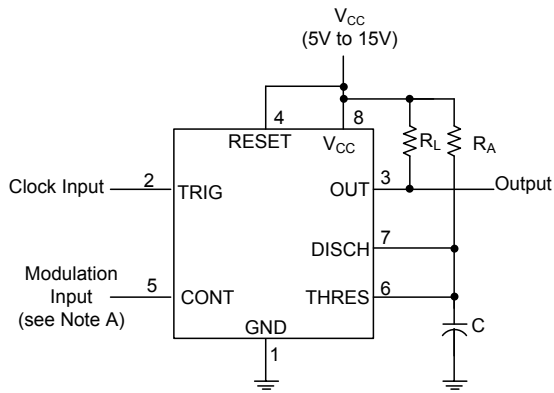 VCC
(5V to 15V)
4
8
RESET
VCC
RL
RA
Clock Input
2
TRIG
OUT
3
Output
DISCH
7
Modulation
Input
(see Note A)
5
CONT
THRES
6
GND
C
1